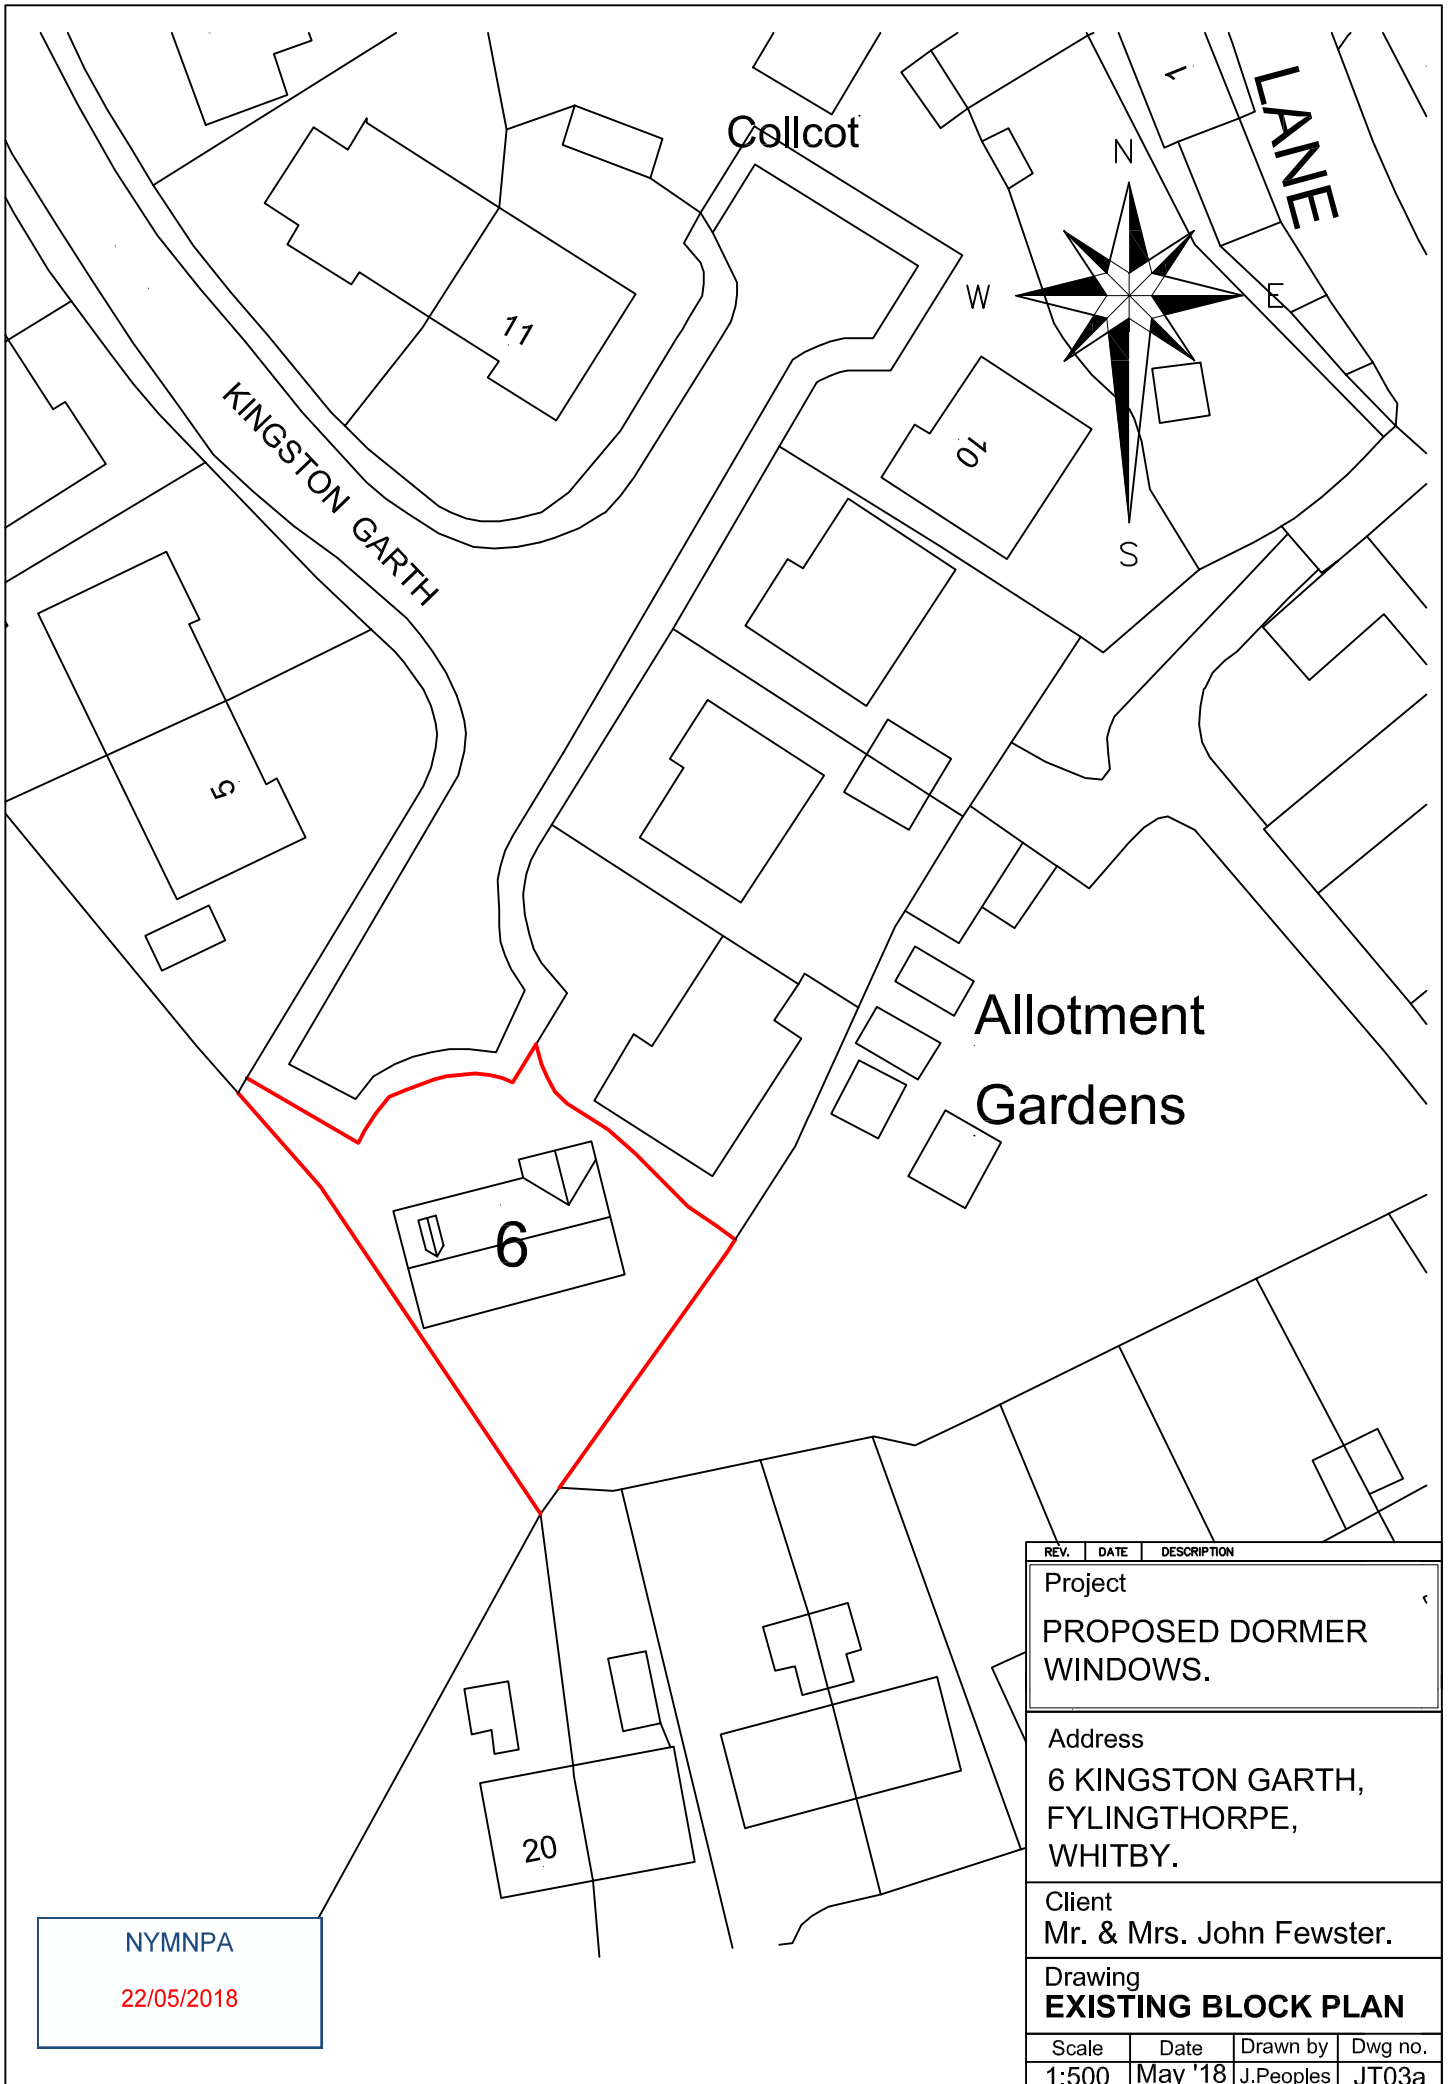 Collcot
1
LANE
N
W
E
S
11
10
KINGSTON GARTH
5
Allotment
Gardens
6
20
REV. DATE DESCRIPTION
Project
PROPOSED DORMER
WINDOWS.
Address
6 KINGSTON GARTH,
FYLINGTHORPE,
WHITBY.
Client
Mr. & Mrs. John Fewster.
Drawing
EXISTING BLOCK PLAN
Scale Date Drawn by Dwg no.
1:500 May '18 J.Peoples JT03a
NYMNPA
22/05/2018